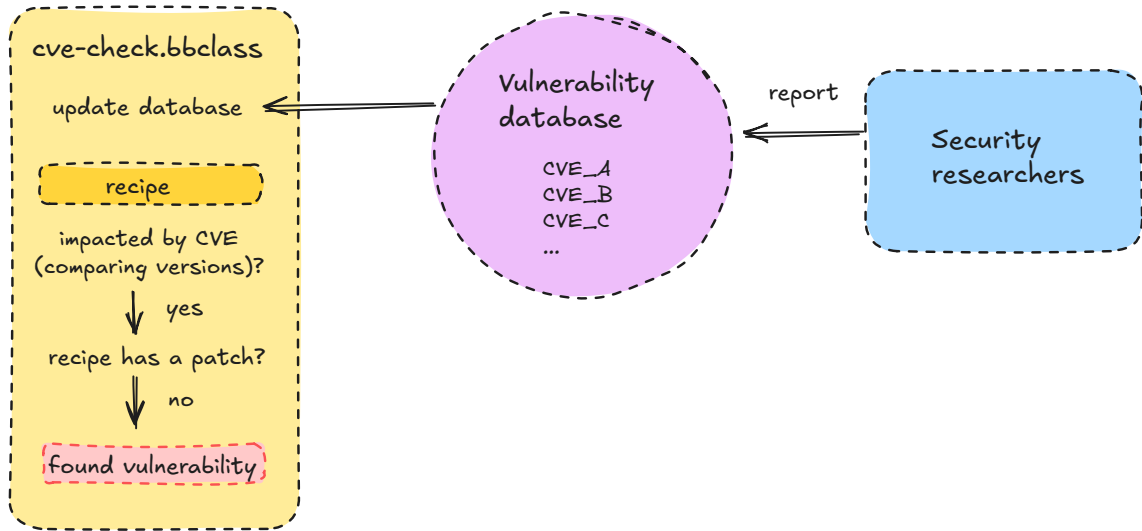 cve-check.bbclass
update database
recipe
impacted by CVE
(comparing versions)?
yes
recipe has a patch?
no
found vulnerability
Vulnerability
database
CVE_A
CVE_B
CVE_C
...
report
Security
researchers